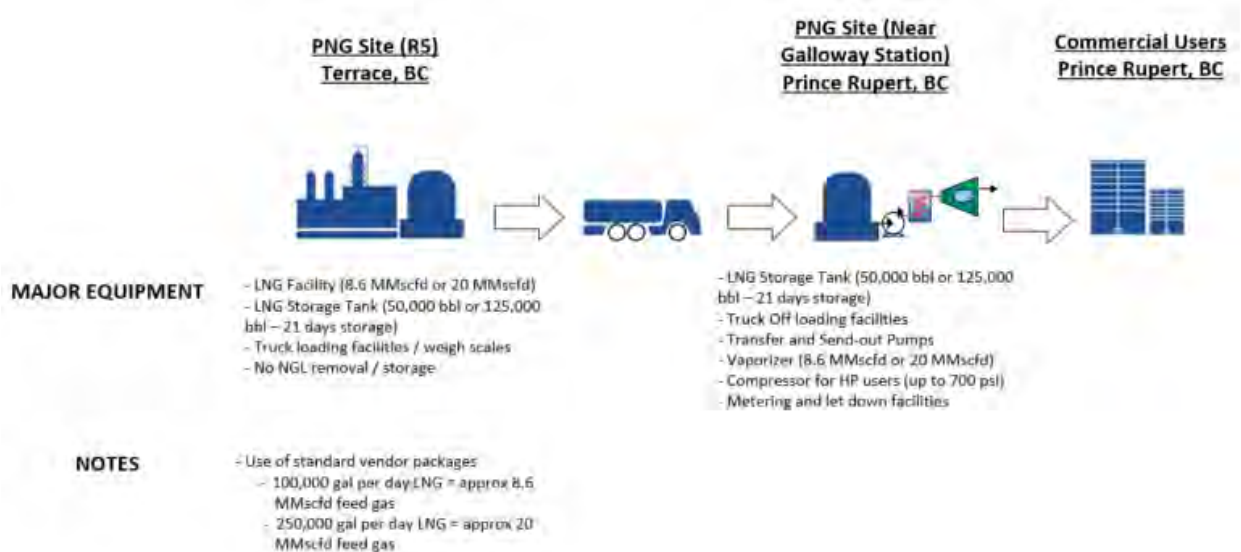 PNG Site (R5)
Terrace, BC
PNG Site (Near
Galloway Station)
Prince Rupert, BC
Commercial Users
Prince Rupert, BC
MAJOR EQUIPMENT
- LNG Facility (8.6 MMscfd or 20 MMscfd)
- LNG Storage Tank (50,000 bbl or 125,000
bbl – 21 days storage)
- Truck loading facilities / weigh scales
- No NGL removal / storage
- LNG Storage Tank (50,000 bbl or 125,000
bbl – 21 days storage)
- Truck Off loading facilities
- Transfer and Send-out Pumps
- Vaporizer (8.6 MMscfd or 20 MMscfd)
- Compressor for HP users (up to 700 psi)
- Metering and let down facilities
NOTES
- Use of standard vendor packages
- 100,000 gal per day LNG = approx 8.6
MMscfd feed gas
- 250,000 gal per day LNG = approx 20
MMscfd feed gas